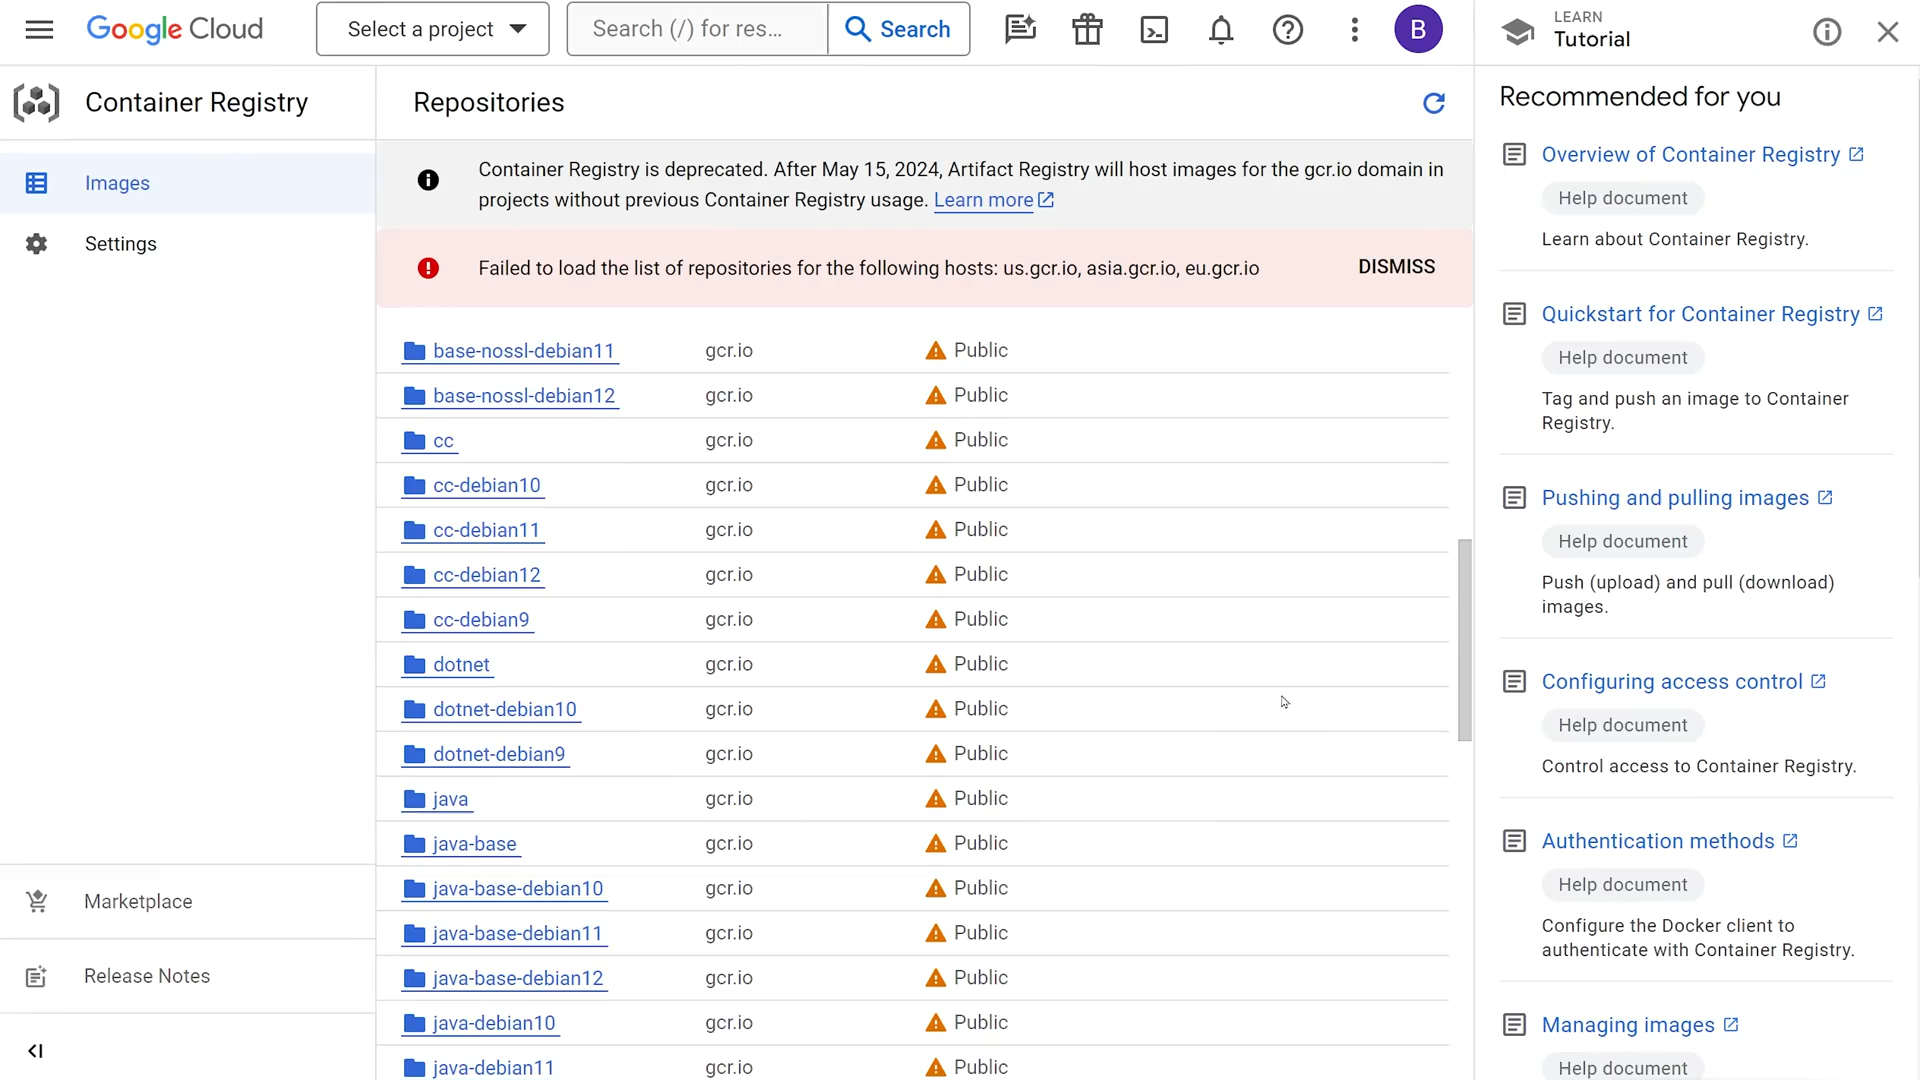 Google Cloud
Select a project
Search (/) for res...
Search
B
LEARN
Tutorial
Container Registry
Repositories
Images
Settings
Marketplace
Release Notes
Container Registry is deprecated. After May 15, 2024, Artifact Registry will host images for the gcr.io domain in
projects without previous Container Registry usage. Learn more
Failed to load the list of repositories for the following hosts: us.gcr.io, asia.gcr.io, eu.gcr.io DISMISS
base-nossl-debian11 gcr.io Public
base-nossl-debian12 gcr.io Public
cc gcr.io Public
cc-debian10 gcr.io Public
cc-debian11 gcr.io Public
cc-debian12 gcr.io Public
cc-debian9 gcr.io Public
dotnet gcr.io Public
dotnet-debian10 gcr.io Public
dotnet-debian9 gcr.io Public
java gcr.io Public
java-base gcr.io Public
java-base-debian10 gcr.io Public
java-base-debian11 gcr.io Public
java-base-debian12 gcr.io Public
java-debian10 gcr.io Public
java-debian11 gcr.io Public
Recommended for you
Overview of Container Registry
Help document
Learn about Container Registry.
Quickstart for Container Registry
Help document
Tag and push an image to Container
Registry.
Pushing and pulling images
Help document
Push (upload) and pull (download)
images.
Configuring access control
Help document
Control access to Container Registry.
Authentication methods
Help document
Configure the Docker client to
authenticate with Container Registry.
Managing images
Help document